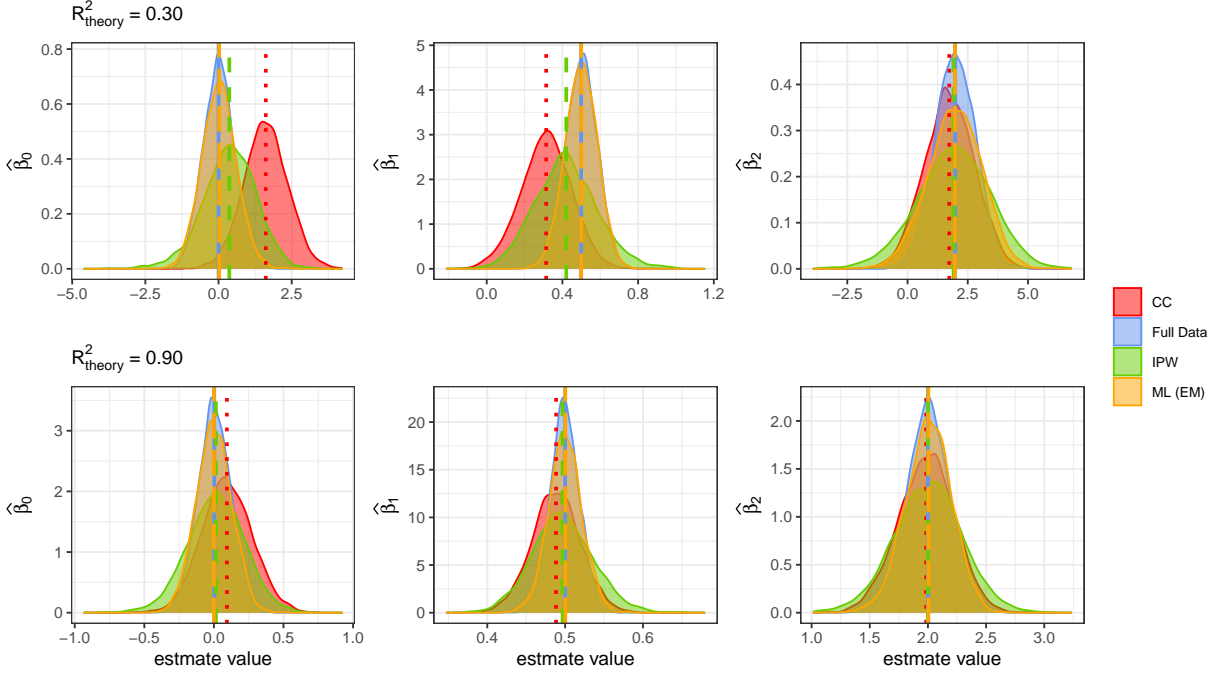 R²theory = 0.30
β̂0
0.8
0.6
0.4
0.2
0.0
−5.0 −2.5 0.0 2.5
β̂1
5
4
3
2
1
0
0.0 0.4 0.8 1.2
β̂2
0.4
0.3
0.2
0.1
0.0
−2.5 0.0 2.5 5.0
CC
Full Data
IPW
ML (EM)
R²theory = 0.90
β̂0
3
2
1
0
−1.0 −0.5 0.0 0.5 1.0
estmate value
β̂1
20
15
10
5
0
0.4 0.5 0.6
estmate value
β̂2
2.0
1.5
1.0
0.5
0.0
1.0 1.5 2.0 2.5 3.0
estmate value